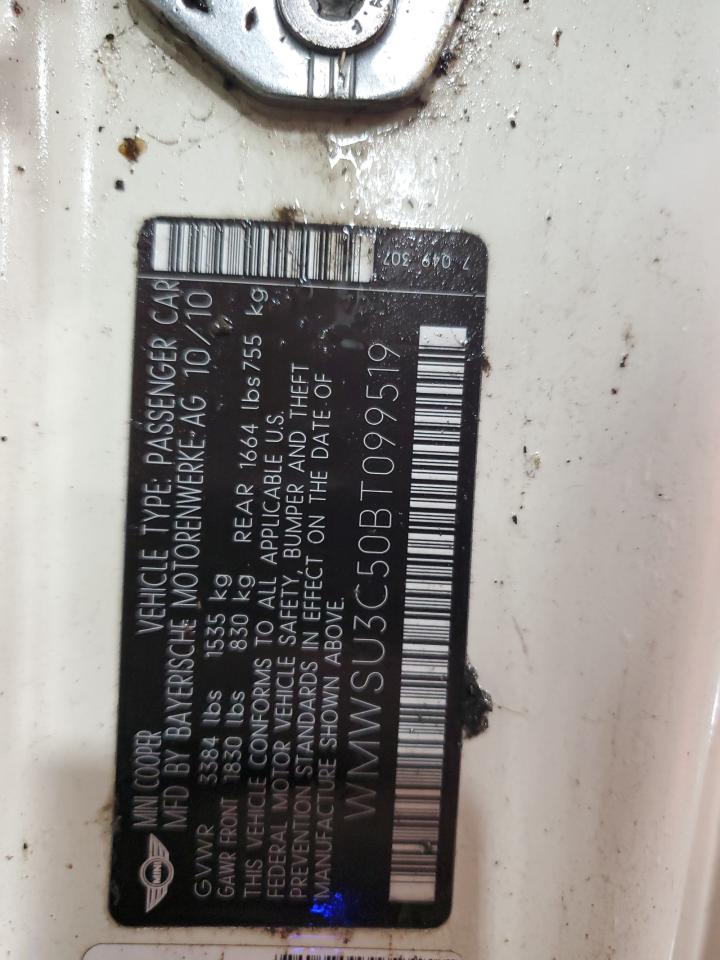 7 049 307
MINI
MINI COOPER VEHICLE TYPE: PASSENGER CAR
MFD BY BAYERISCHE MOTORENWERKE AG 10/10
GVWR 3384 lbs 1535 kg
GAWR FRONT 1830 lbs 830 kg REAR 1664 lbs 755 kg
THIS VEHICLE CONFORMS TO ALL APPLICABLE U.S.
FEDERAL MOTOR VEHICLE SAFETY, BUMPER AND THEFT
PREVENTION STANDARDS IN EFFECT ON THE DATE OF
MANUFACTURE SHOWN ABOVE.
WMWSU3C50BT099519